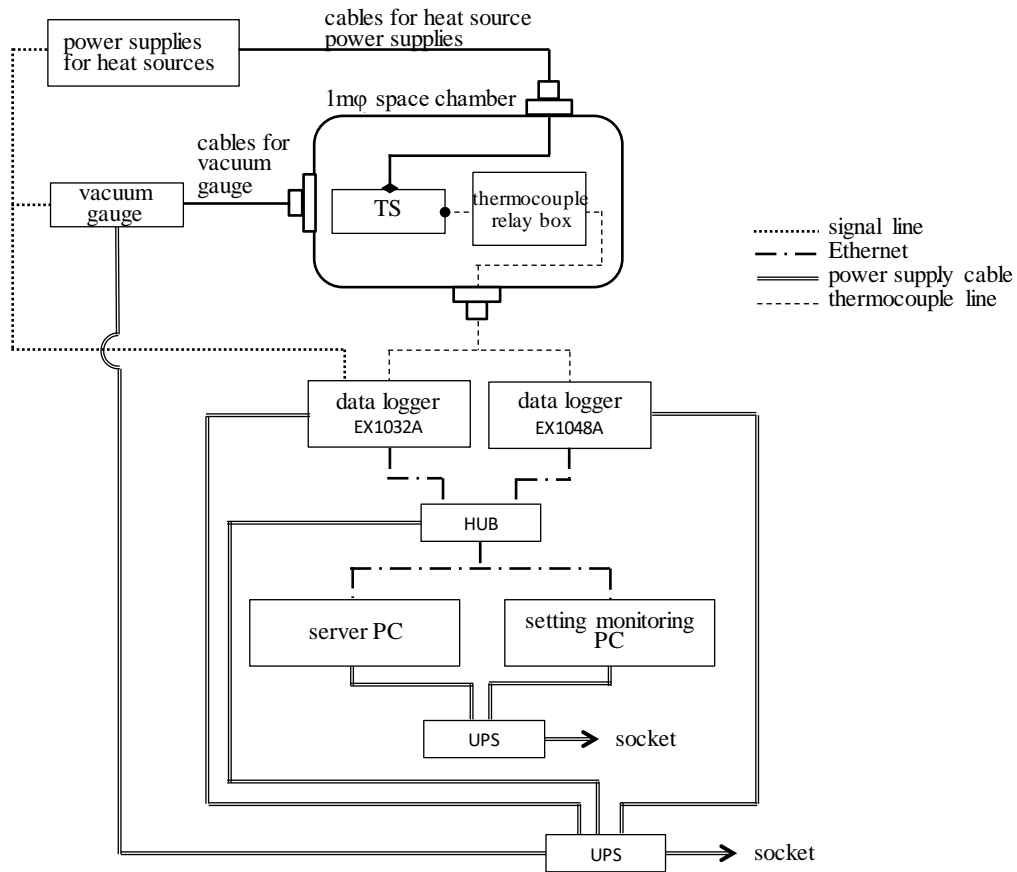 cables for heat source
power supplies
power supplies
for heat sources
1mφ space chamber
cables for
vacuum
gauge
vacuum
gauge
TS
thermocouple
relay box
signal line
Ethernet
power supply cable
thermocouple line
data logger
EX1032A
data logger
EX1048A
HUB
server PC
setting monitoring
PC
UPS
socket
UPS
socket